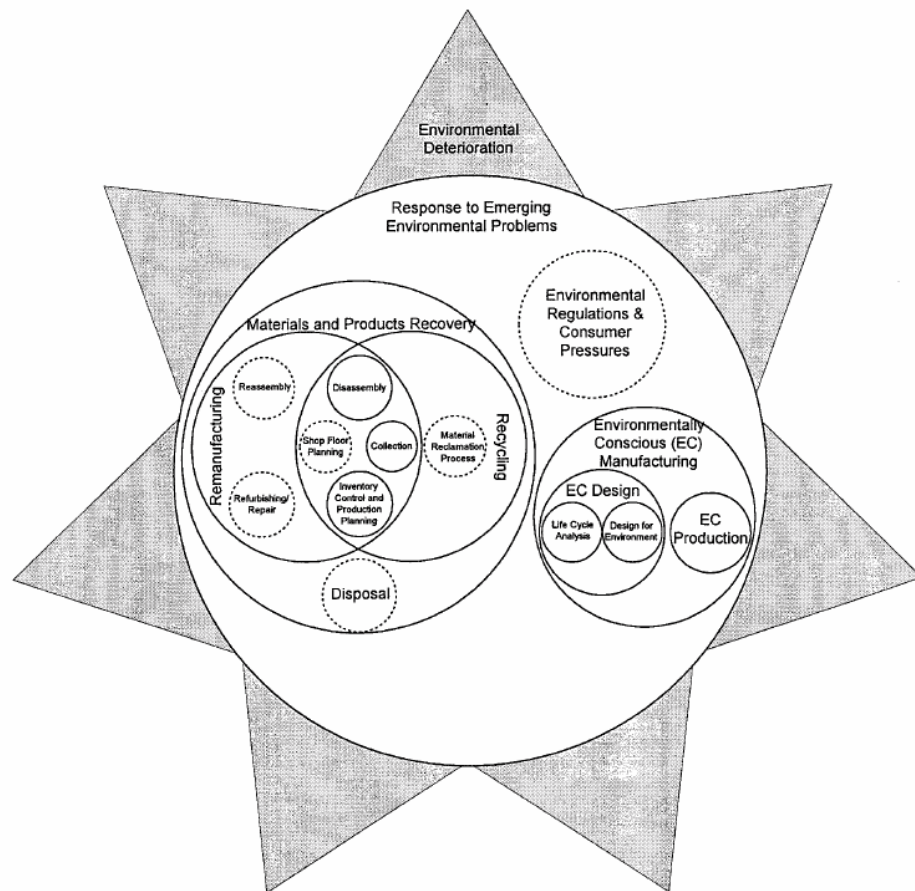 Environmental
Deterioration
Response to Emerging
Environmental Problems
Environmental
Regulations &
Consumer
Pressures
Materials and Products Recovery
Remanufacturing
Reassembly
Refurbishing/
Repair
Disassembly
Shop Floor
Planning
Collection
Inventory
Control and
Production
Planning
Material
Reclamation
Process
Recycling
Disposal
Environmentally
Conscious (EC)
Manufacturing
EC Design
Life Cycle
Analysis
Design for
Environment
EC
Production